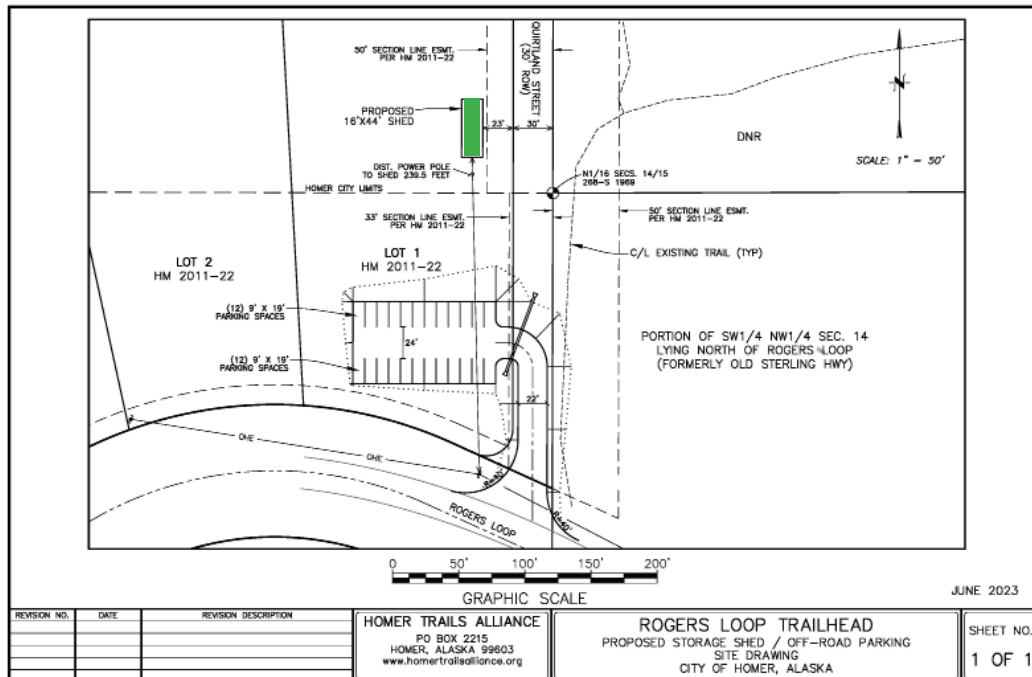 50' SECTION LINE ESMT.
PER HM 2011-22
QUIRTLAND STREET
(30' ROW)
N
PROPOSED
16'X44' SHED
23'
30'
DNR
SCALE: 1" = 50'
DIST. POWER POLE
TO SHED 239.5 FEET
N1/16 SECS. 14/15
268-S 1969
HOMER CITY LIMITS
33' SECTION LINE ESMT.
PER HM 2011-22
50' SECTION LINE ESMT.
PER HM 2011-22
LOT 1
HM 2011-22
C/L EXISTING TRAIL (TYP)
LOT 2
HM 2011-22
(12) 9' X 19'
PARKING SPACES
24'
(12) 9' X 19'
PARKING SPACES
PORTION OF SW1/4 NW1/4 SEC. 14
LYING NORTH OF ROGERS LOOP
(FORMERLY OLD STERLING HWY)
22'
OHE
OHE
R=40'
R=40'
ROGERS LOOP
0 50' 100' 150' 200'
GRAPHIC SCALE
JUNE 2023
REVISION NO. DATE REVISION DESCRIPTION
HOMER TRAILS ALLIANCE
PO BOX 2215
HOMER, ALASKA 99603
www.homertrailsalliance.org
ROGERS LOOP TRAILHEAD
PROPOSED STORAGE SHED / OFF-ROAD PARKING
SITE DRAWING
CITY OF HOMER, ALASKA
SHEET NO.
1 OF 1